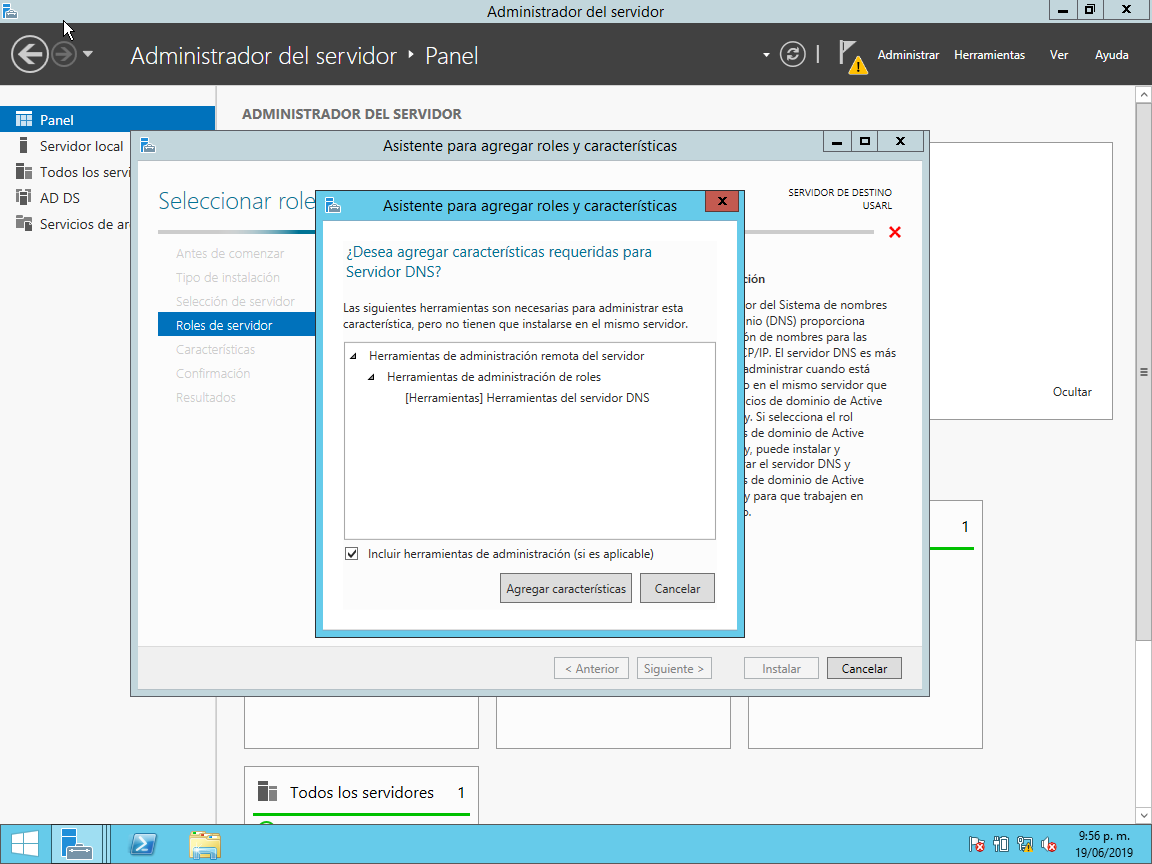 Administrador del servidor
Administrador del servidor
Panel
Administrar
Herramientas
Ver
Ayuda
Panel
Servidor local
Todos los servi
AD DS
Servicios de ar
ADMINISTRADOR DEL SERVIDOR
Asistente para agregar roles y características
Seleccionar role
SERVIDOR DE DESTINO
USARL
Antes de comenzar
Tipo de instalación
Selección de servidor
Roles de servidor
Características
Confirmación
Resultados
Asistente para agregar roles y características
¿Desea agregar características requeridas para
Servidor DNS?
Las siguientes herramientas son necesarias para administrar esta
característica, pero no tienen que instalarse en el mismo servidor.
Herramientas de administración remota del servidor
Herramientas de administración de roles
[Herramientas] Herramientas del servidor DNS
Incluir herramientas de administración (si es aplicable)
Agregar características
Cancelar
ción
or del Sistema de nombres
nio (DNS) proporciona
ón de nombres para las
CP/IP. El servidor DNS es más
administrar cuando está
o en el mismo servidor que
cios de dominio de Active
y. Si selecciona el rol
s de dominio de Active
y, puede instalar y
rar el servidor DNS y
s de dominio de Active
y para que trabajen en
o.
< Anterior
Siguiente >
Instalar
Cancelar
Ocultar
1
Todos los servidores
1
9:56 p. m.
19/06/2019